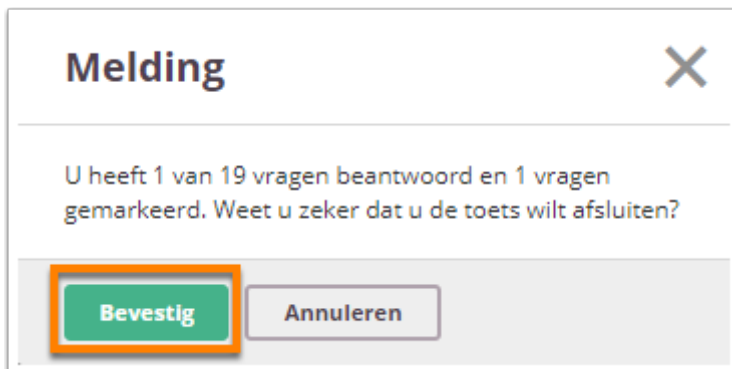 Melding
U heeft 1 van 19 vragen beantwoord en 1 vragen
gemarkeerd. Weet u zeker dat u de toets wilt afsluiten?
Bevestig Annuleren